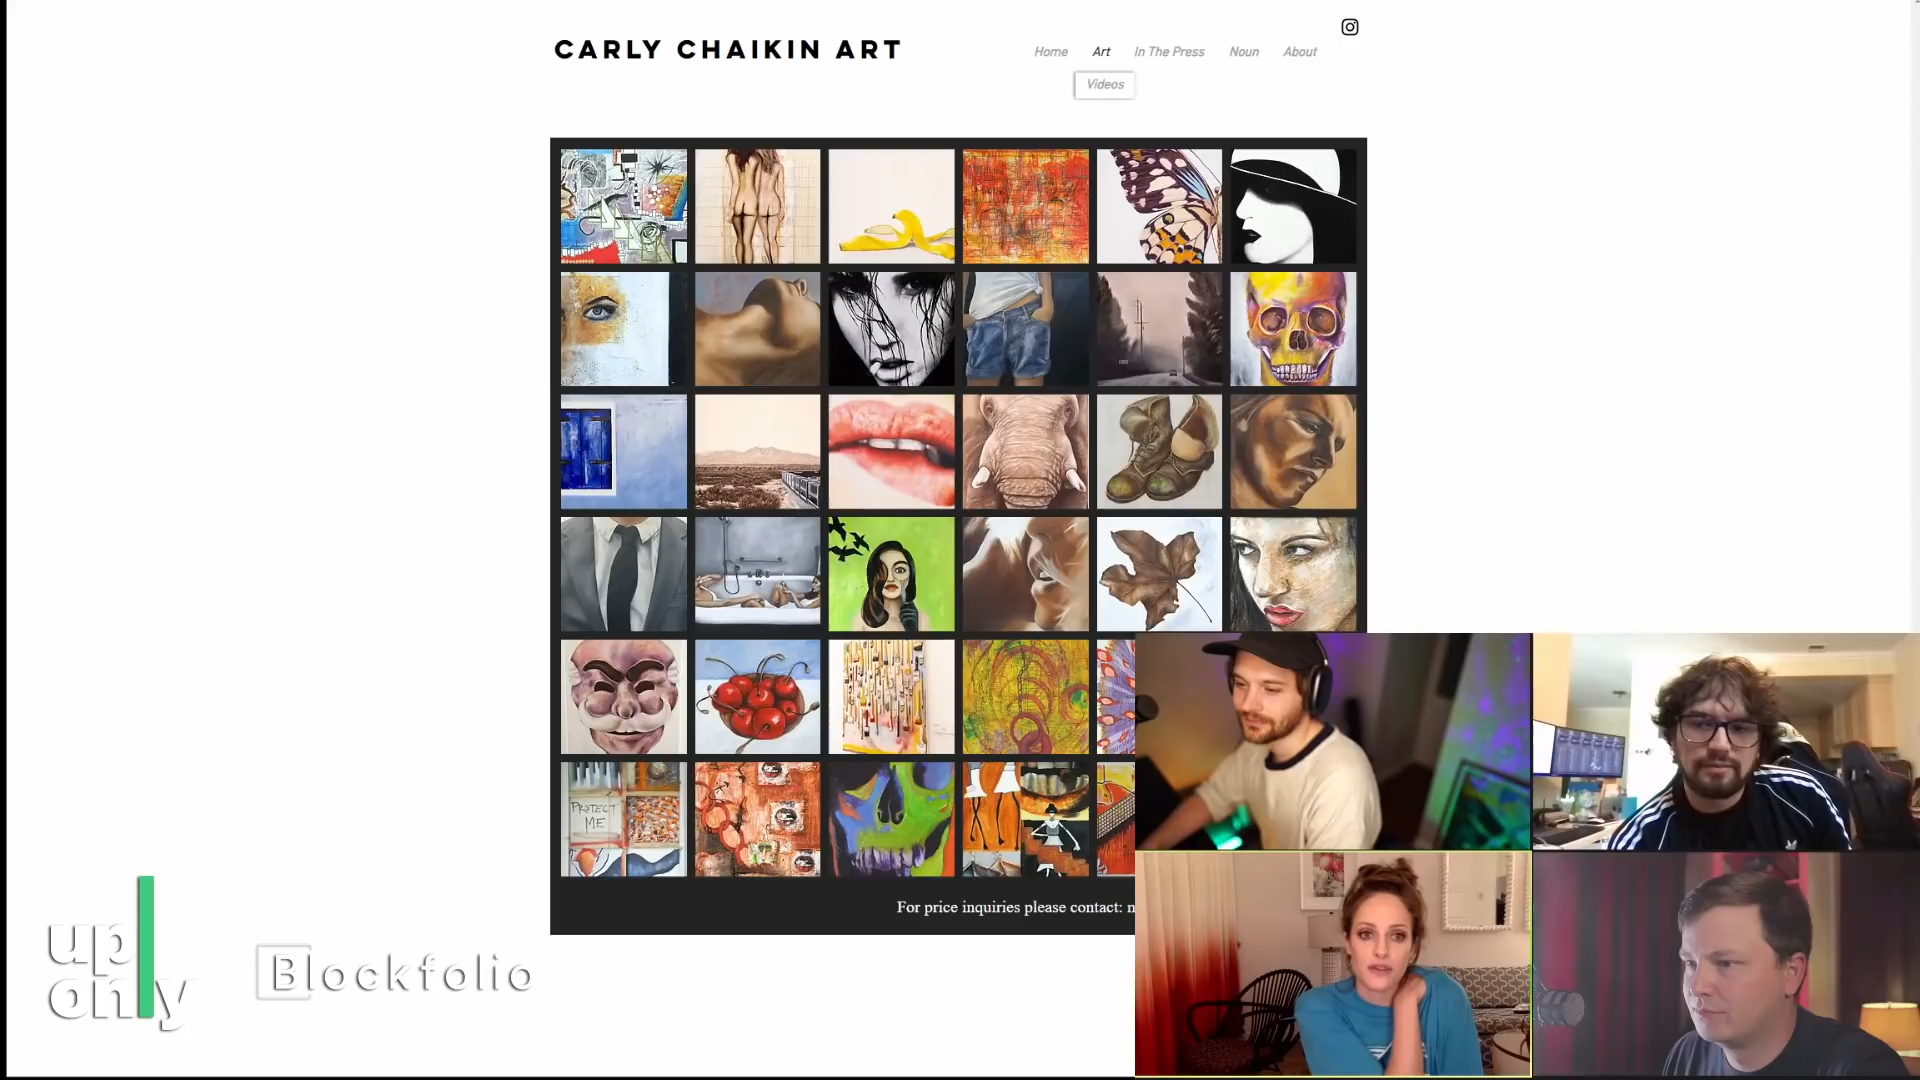 CARLY CHAIKIN ART
Home Art In The Press Noun About
Videos
PROTECT
ME
For price inquiries please contact:
up
only
Blockfolio